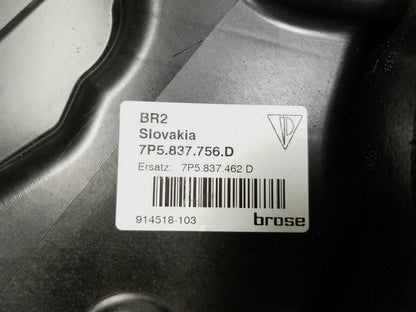 BR2
Slovakia
7P5.837.756.D
Ersatz: 7P5.837.462 D
914518-103
brose